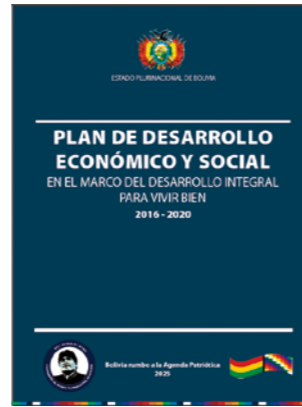 ESTADO PLURINACIONAL DE BOLIVIA
PLAN DE DESARROLLO
ECONÓMICO Y SOCIAL
EN EL MARCO DEL DESARROLLO INTEGRAL
PARA VIVIR BIEN
2016 - 2020
Bolivia rumbo a la Agenda Patriótica
2025